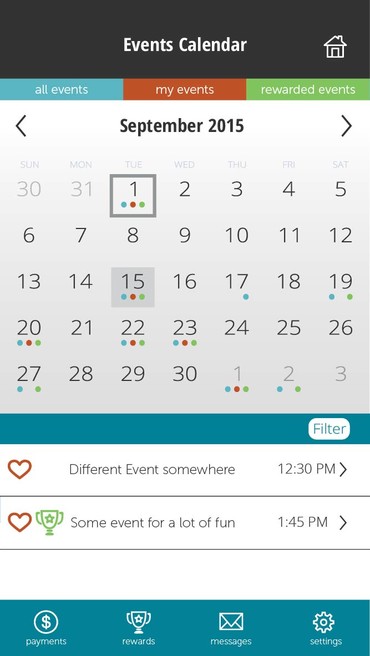 Events Calendar
all events my events rewarded events
September 2015
SUN MON TUE WED THU FRI SAT
30 31 1 2 3 4 5
6 7 8 9 10 11 12
13 14 15 16 17 18 19
20 21 22 23 24 25 26
27 28 29 30 1 2 3
Filter
Different Event somewhere 12:30 PM
Some event for a lot of fun 1:45 PM
payments rewards messages settings